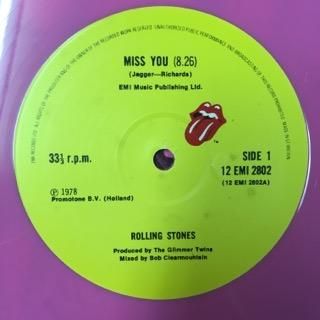 MISS YOU (8.26)
(Jagger—Richards)
EMI Music Publishing Ltd.
33⅓ r.p.m.
SIDE 1
12 EMI 2802
(12 EMI 2802A)
Ⓟ 1978
Promotone B.V. (Holland)
ROLLING STONES
Produced by The Glimmer Twins
Mixed by Bob Clearmouhtain